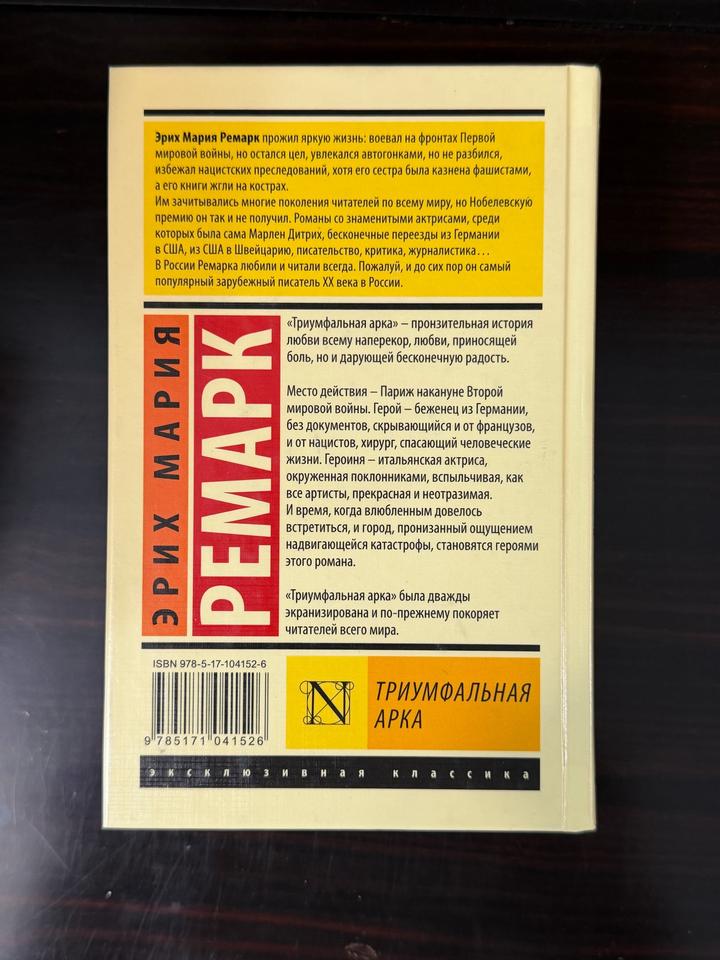 Эрих Мария Ремарк прожил яркую жизнь: воевал на фронтах Первой
мировой войны, но остался цел, увлекался автогонками, но не разбился,
избежал нацистских преследований, хотя его сестра была казнена фашистами,
а его книги жгли на кострах.
Им зачитывались многие поколения читателей по всему миру, но Нобелевскую
премию он так и не получил. Романы со знаменитыми актрисами, среди
которых была сама Марлен Дитрих, бесконечные переезды из Германии
в США, из США в Швейцарию, писательство, критика, журналистика...
В России Ремарка любили и читали всегда. Пожалуй, и до сих пор он самый
популярный зарубежный писатель XX века в России.
ЭРИХ МАРИЯ
РЕМАРК
«Триумфальная арка» – пронзительная история
любви всему наперекор, любви, приносящей
боль, но и дарующей бесконечную радость.
Место действия – Париж накануне Второй
мировой войны. Герой – беженец из Германии,
без документов, скрывающийся и от французов,
и от нацистов, хирург, спасающий человеческие
жизни. Героиня – итальянская актриса,
окруженная поклонниками, вспыльчивая, как
все артисты, прекрасная и неотразимая.
И время, когда влюбленным довелось
встретиться, и город, пронизанный ощущением
надвигающейся катастрофы, становятся героями
этого романа.
«Триумфальная арка» была дважды
экранизирована и по-прежнему покоряет
читателей всего мира.
ISBN 978-5-17-104152-6
9 785171 041526
N
ТРИУМФАЛЬНАЯ
АРКА
эксклюзивная классика